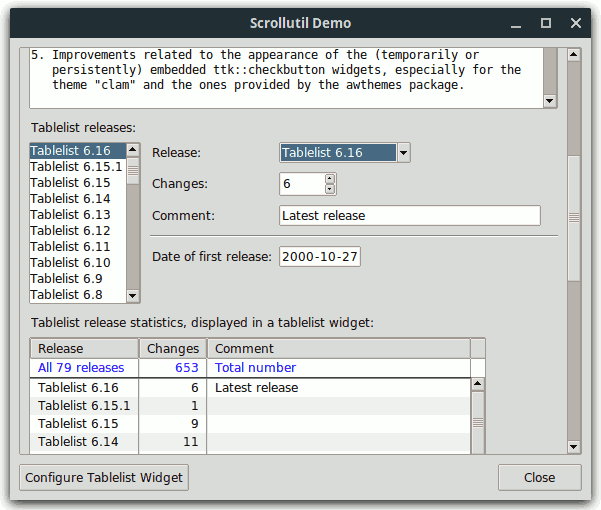 Scrollutil Demo
5. Improvements related to the appearance of the (temporarily or
persistently) embedded ttk::checkbutton widgets, especially for the
theme "clam" and the ones provided by the awthemes package.
Tablelist releases:
Tablelist 6.16
Tablelist 6.15.1
Tablelist 6.15
Tablelist 6.14
Tablelist 6.13
Tablelist 6.12
Tablelist 6.11
Tablelist 6.10
Tablelist 6.9
Tablelist 6.8
Release: Tablelist 6.16
Changes: 6
Comment: Latest release
Date of first release: 2000-10-27
Tablelist release statistics, displayed in a tablelist widget:
Release Changes Comment
All 79 releases 653 Total number
Tablelist 6.16 6 Latest release
Tablelist 6.15.1 1
Tablelist 6.15 9
Tablelist 6.14 11
Configure Tablelist Widget Close